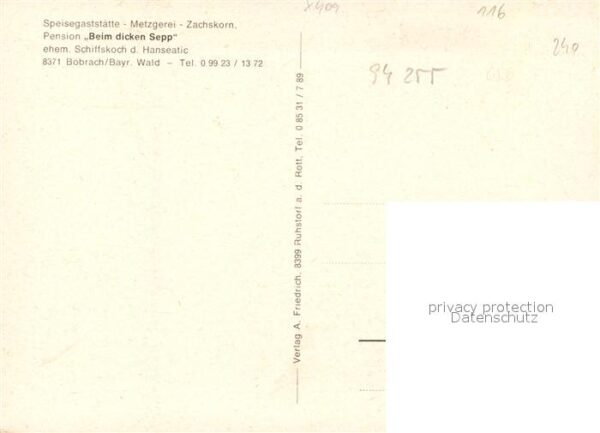 Speisegaststätte - Metzgerei - Zachskorn.
Pension „Beim dicken Sepp“
ehem. Schiffskoch d. Hanseatic
8371 Bobrach/Bayr. Wald – Tel. 0 99 23 / 13 72
Verlag A. Friedrich, 8399 Ruhstorf a. d. Rott, Tel. 0 85 31 / 7 89
116
240
94 255
privacy protection
Datenschutz